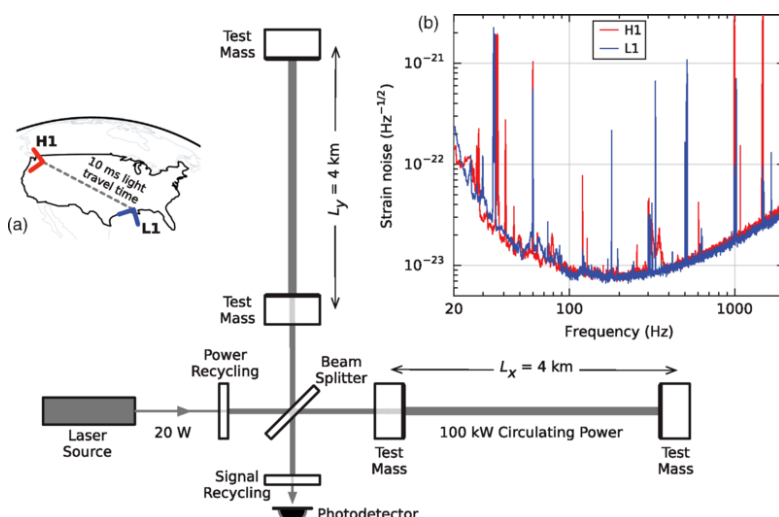 Test
Mass
(b)
H1
L1
Strain noise (Hz⁻¹/²)
10⁻²¹
10⁻²²
10⁻²³
20
100
1000
Frequency (Hz)
H1
10 ms light
travel time
L1
(a)
Ly = 4 km
Test
Mass
Power
Recycling
Beam
Splitter
Lx = 4 km
Laser
Source
20 W
Test
Mass
100 kW Circulating Power
Test
Mass
Signal
Recycling
Photodetector